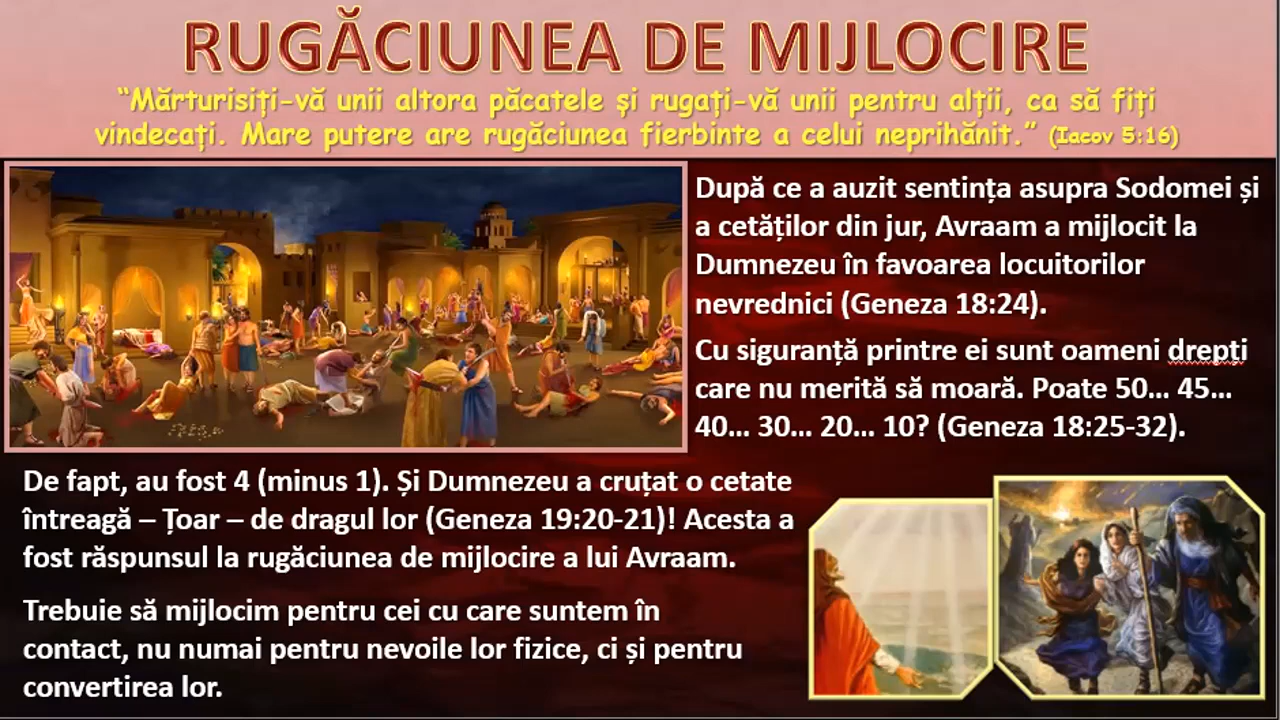 RUGĂCIUNEA DE MIJLOCIRE
“Mărturisiți-vă unii altora păcatele și rugați-vă unii pentru alții, ca să fiți
vindecați. Mare putere are rugăciunea fierbinte a celui neprihănit.” (Iacov 5:16)
După ce a auzit sentința asupra Sodomei și
a cetăților din jur, Avraam a mijlocit la
Dumnezeu în favoarea locuitorilor
nevrednici (Geneza 18:24).
Cu siguranță printre ei sunt oameni drepți
care nu merită să moară. Poate 50… 45…
40… 30… 20… 10? (Geneza 18:25-32).
De fapt, au fost 4 (minus 1). Și Dumnezeu a cruțat o cetate
întreagă – Țoar – de dragul lor (Geneza 19:20-21)! Acesta a
fost răspunsul la rugăciunea de mijlocire a lui Avraam.
Trebuie să mijlocim pentru cei cu care suntem în
contact, nu numai pentru nevoile lor fizice, ci și pentru
convertirea lor.